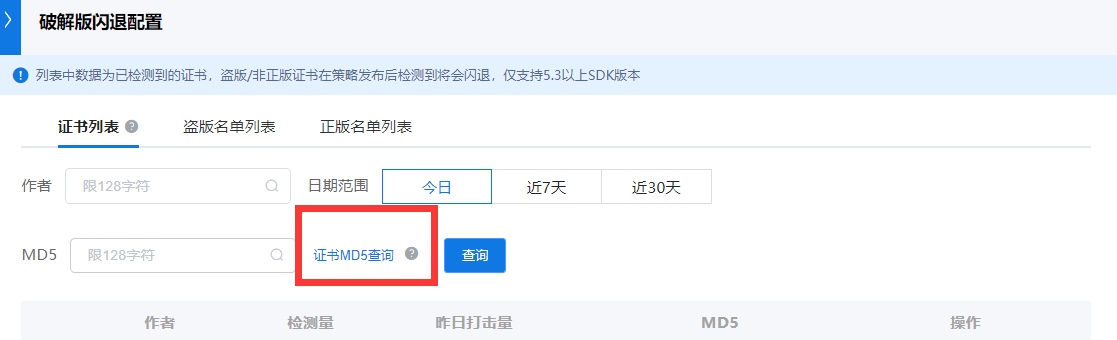 破解版闪退配置
列表中数据为已检测到的证书，盗版/非正版证书在策略发布后检测到将会闪退，仅支持5.3以上SDK版本
证书列表 盗版名单列表 正版名单列表
作者 限128字符 日期范围 今日 近7天 近30天
MD5 限128字符 证书MD5查询 查询
作者 检测量 昨日打击量 MD5 操作